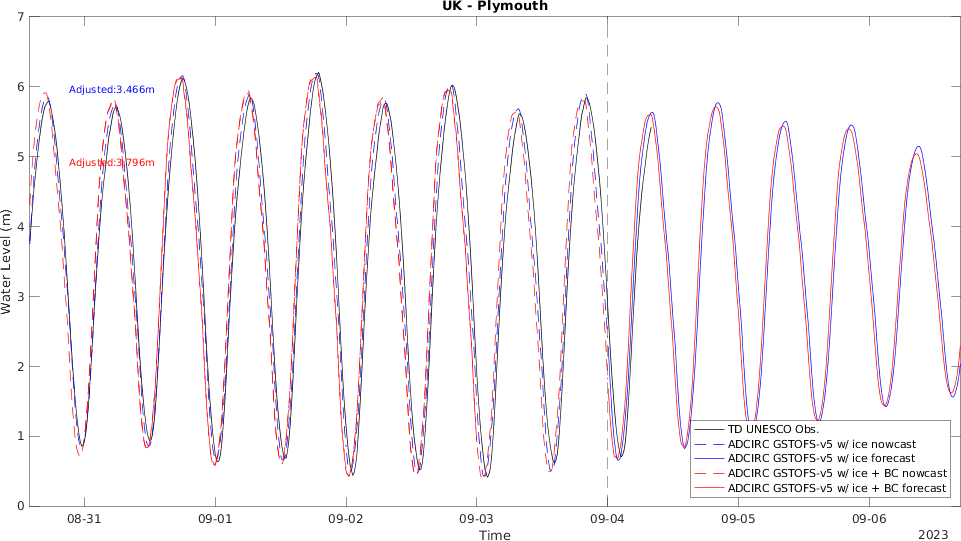 UK - Plymouth
7
6
5
4
3
2
1
0
Water Level (m)
Adjusted:3.466m
Adjusted:3.796m
TD UNESCO Obs.
ADCIRC GSTOFS-v5 w/ ice nowcast
ADCIRC GSTOFS-v5 w/ ice forecast
ADCIRC GSTOFS-v5 w/ ice + BC nowcast
ADCIRC GSTOFS-v5 w/ ice + BC forecast
08-31 09-01 09-02 09-03 09-04 09-05 09-06
Time
2023